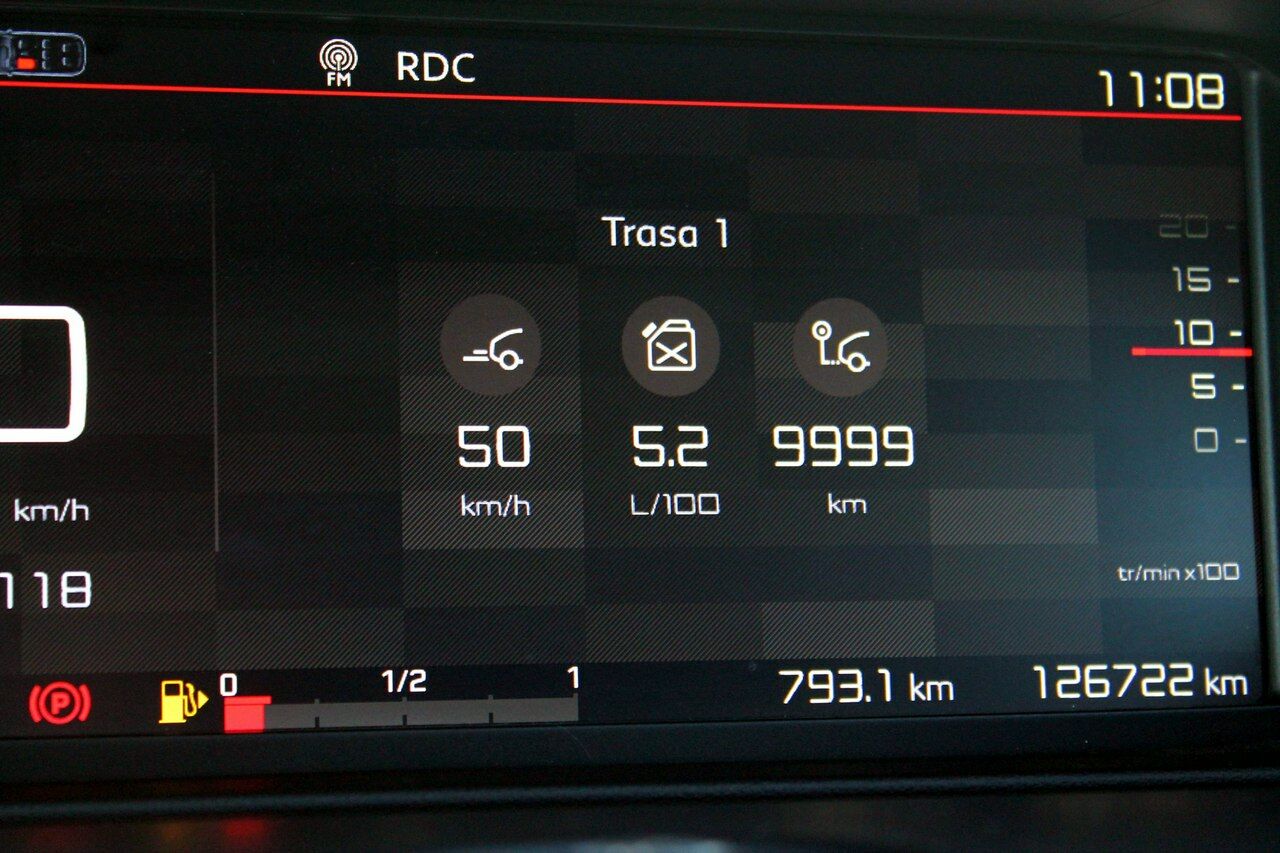 FM RDC 11:08
Trasa 1
20
15
10
5
0
50 5.2 9999
km/h L/100 km
km/h
118
tr/min x100
P
0 1/2 1
793.1 km 126722 km